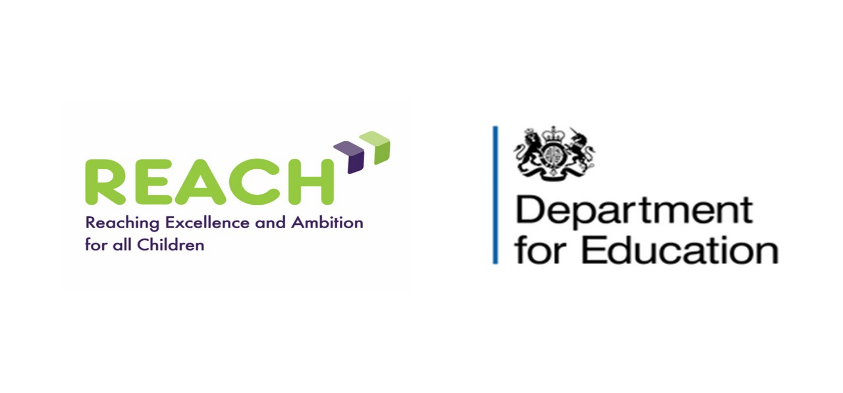 REACH
Reaching Excellence and Ambition
for all Children
Department
for Education